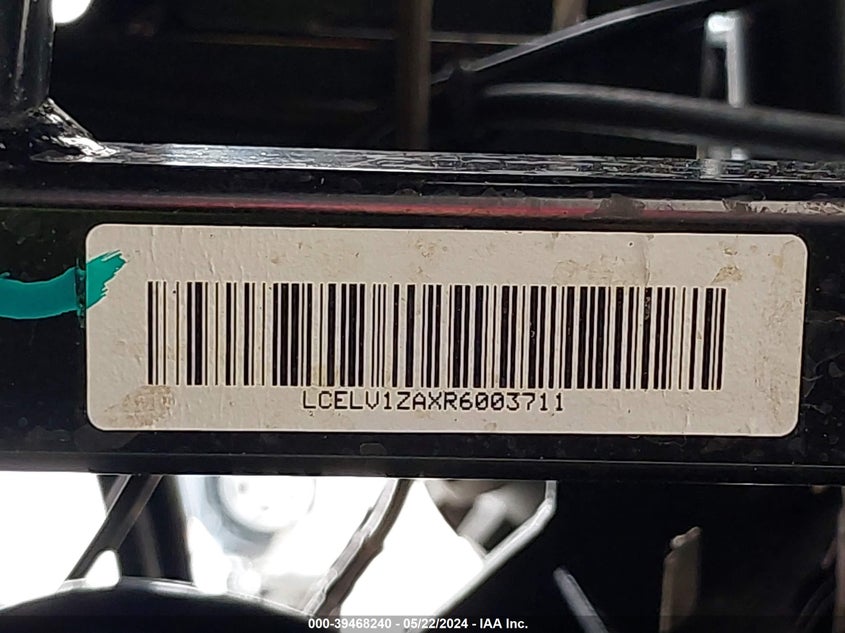 LCELV1ZAXR6003711
000-39468240 - 05/22/2024 - IAA Inc.